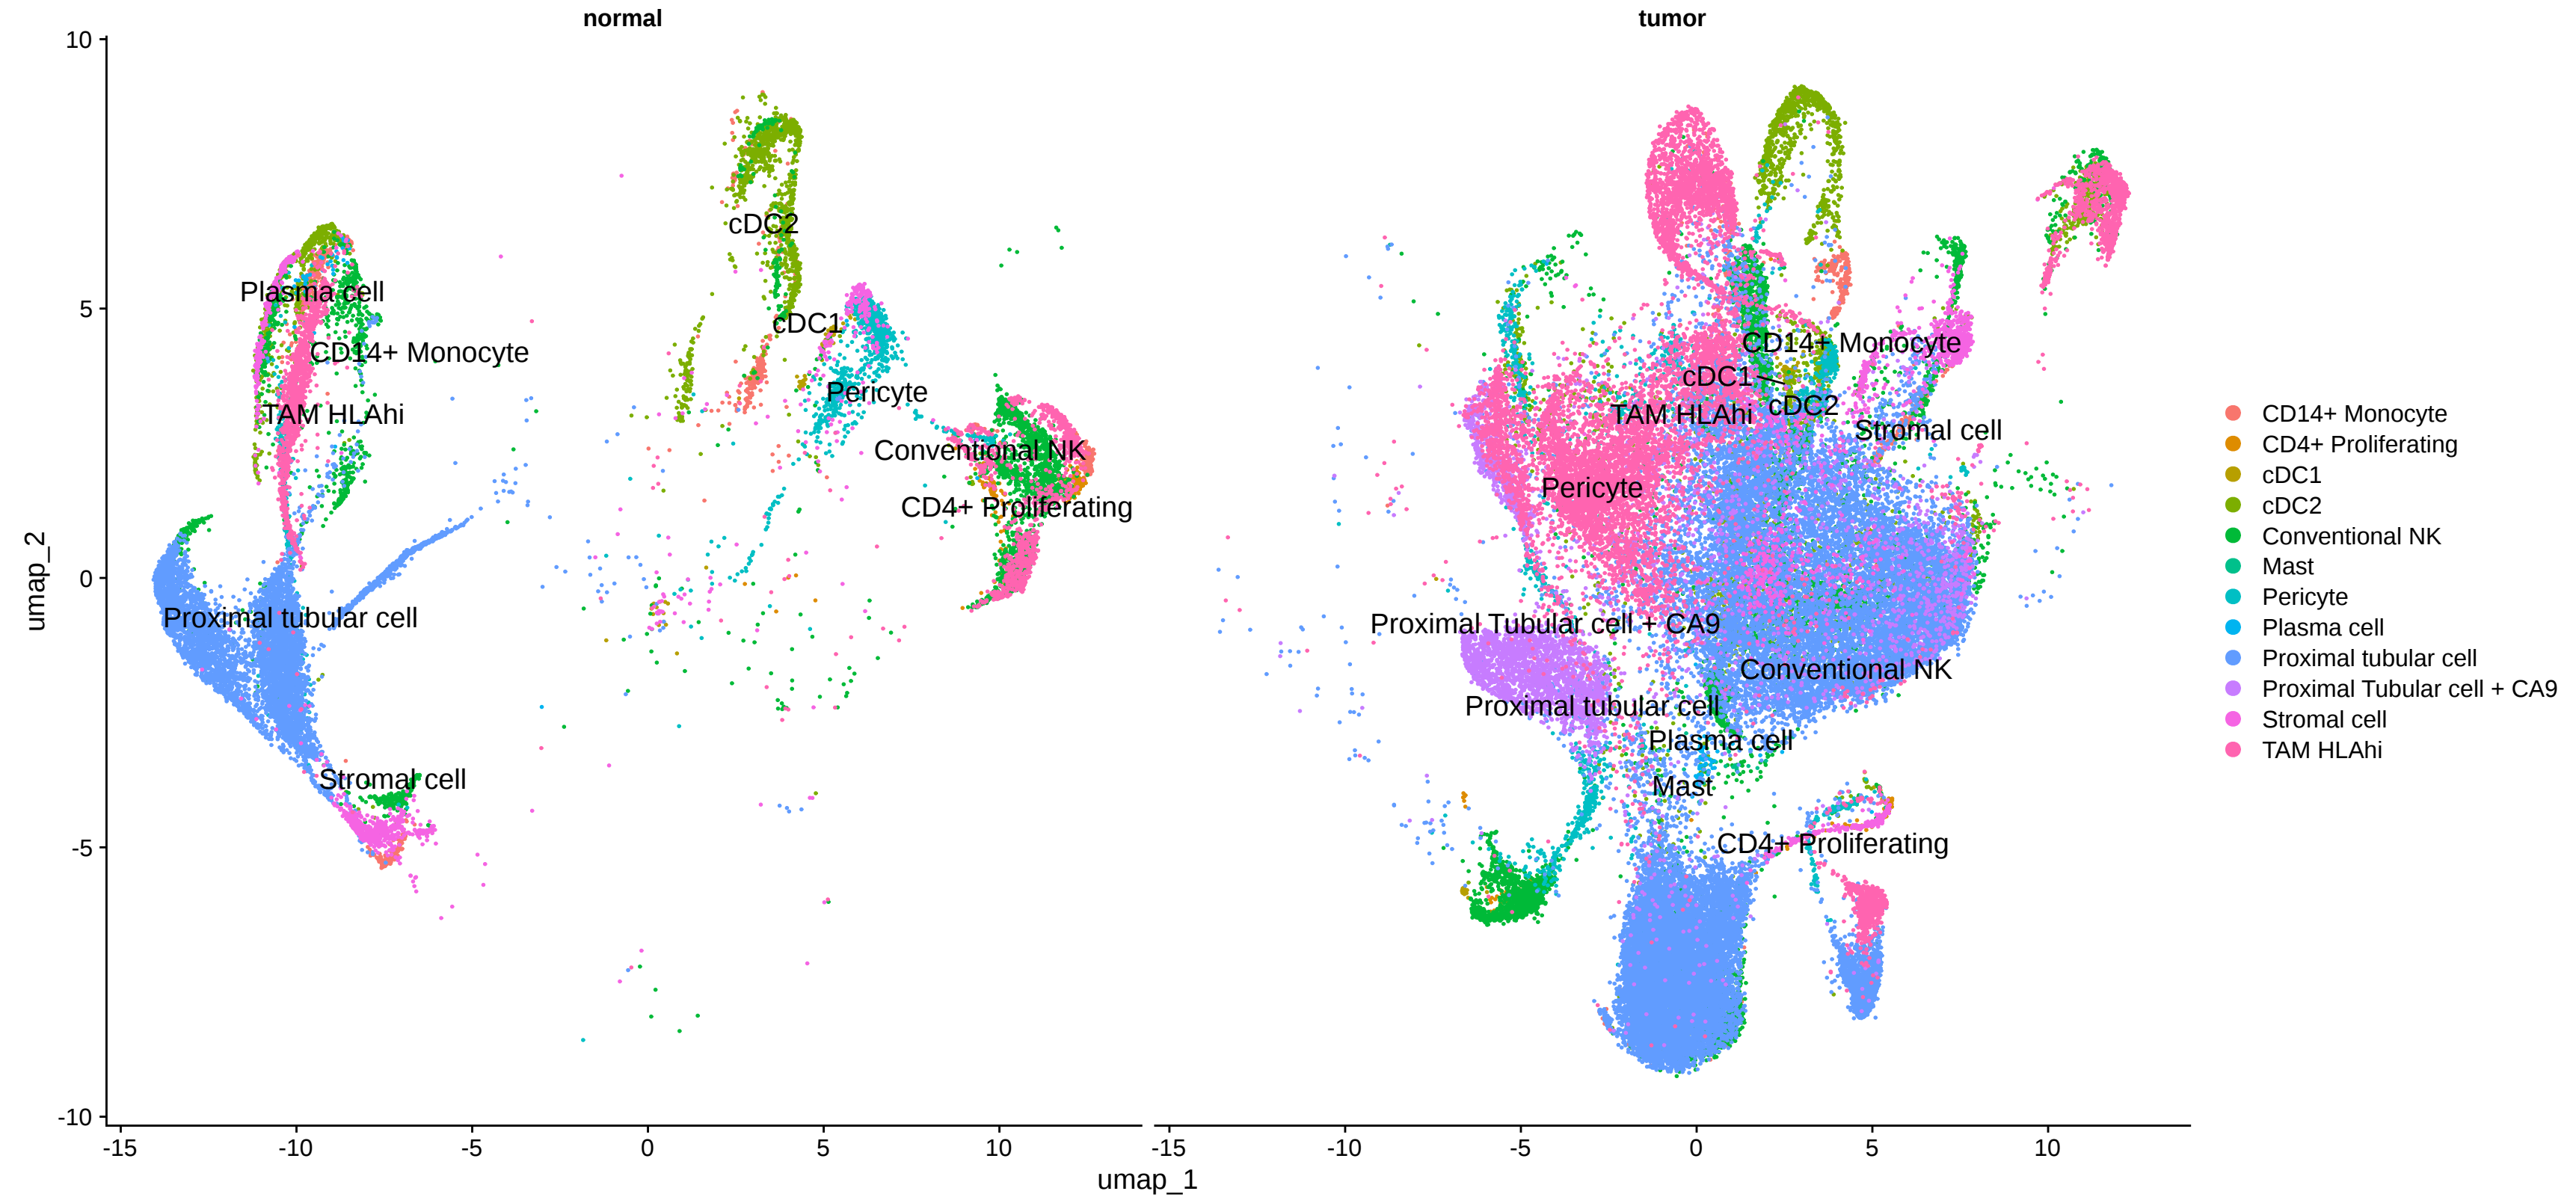 normal
tumor
umap_2
10
5
0
-5
-10
cDC2
Plasma cell
cDC1
CD14+ Monocyte
Pericyte
TAM HLAhi
Conventional NK
CD4+ Proliferating
Proximal tubular cell
Stromal cell
CD14+ Monocyte
cDC1
cDC2
TAM HLAhi
Stromal cell
Pericyte
Proximal Tubular cell + CA9
Conventional NK
Proximal tubular cell
Plasma cell
Mast
CD4+ Proliferating
-15
-10
-5
0
5
10
-15
-10
-5
0
5
10
umap_1
CD14+ Monocyte
CD4+ Proliferating
cDC1
cDC2
Conventional NK
Mast
Pericyte
Plasma cell
Proximal tubular cell
Proximal Tubular cell + CA9
Stromal cell
TAM HLAhi